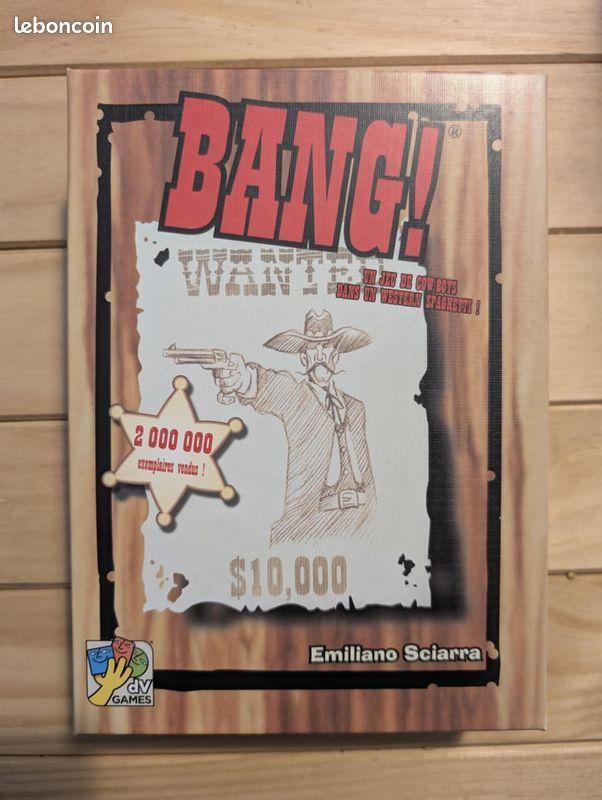 leboncoin
BANG!®
WANTED
UN JEU DE COW-BOYS
DANS UN WESTERN SPAGHETTI !
2 000 000
exemplaires vendus !
$10,000
Emiliano Sciarra
dV
GAMES